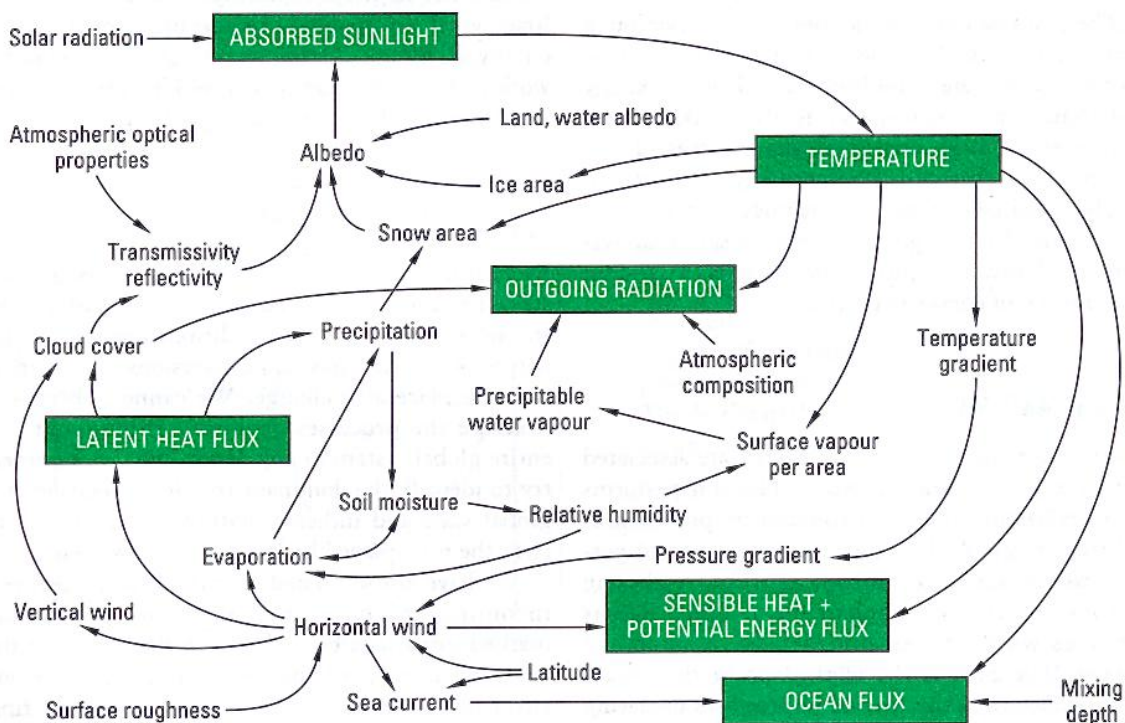 Solar radiation
ABSORBED SUNLIGHT
Atmospheric optical
properties
Land, water albedo
Albedo
TEMPERATURE
Ice area
Snow area
Transmissivity
reflectivity
OUTGOING RADIATION
Cloud cover
Precipitation
Temperature
gradient
Atmospheric
composition
Precipitable
water vapour
LATENT HEAT FLUX
Surface vapour
per area
Soil moisture
Relative humidity
Evaporation
Pressure gradient
SENSIBLE HEAT +
POTENTIAL ENERGY FLUX
Vertical wind
Horizontal wind
Latitude
Surface roughness
Sea current
OCEAN FLUX
Mixing
depth